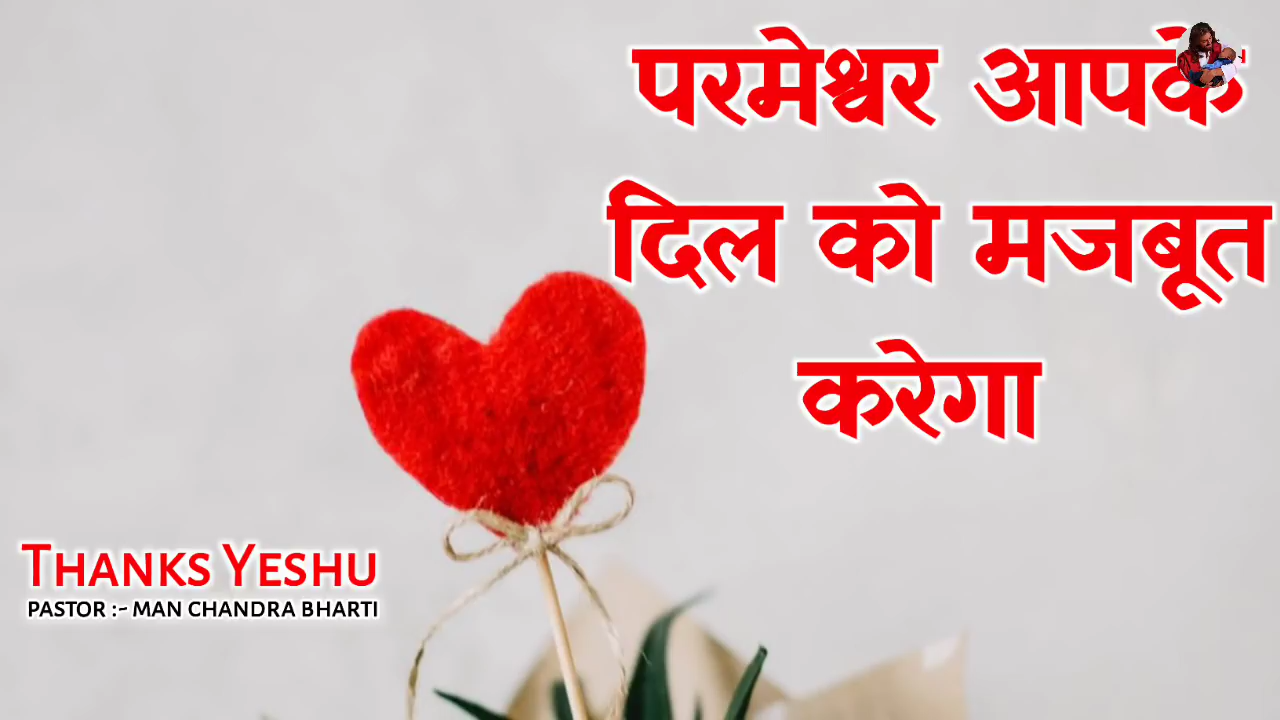 परमेश्वर आपके
दिल को मजबूत
करेगा
THANKS YESHU
PASTOR :- MAN CHANDRA BHARTI